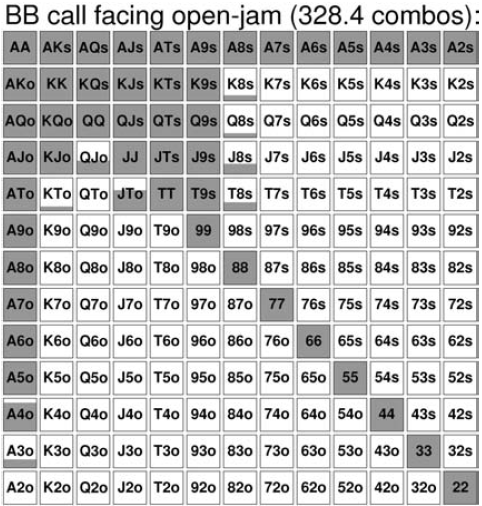 BB call facing open-jam (328.4 combos):
AA AKs AQs AJs ATs A9s A8s A7s A6s A5s A4s A3s A2s
AKo KK KQs KJs KTs K9s K8s K7s K6s K5s K4s K3s K2s
AQo KQo QQ QJs QTs Q9s Q8s Q7s Q6s Q5s Q4s Q3s Q2s
AJo KJo QJo JJ JTs J9s J8s J7s J6s J5s J4s J3s J2s
ATo KTo QTo JTo TT T9s T8s T7s T6s T5s T4s T3s T2s
A9o K9o Q9o J9o T9o 99 98s 97s 96s 95s 94s 93s 92s
A8o K8o Q8o J8o T8o 98o 88 87s 86s 85s 84s 83s 82s
A7o K7o Q7o J7o T7o 97o 87o 77 76s 75s 74s 73s 72s
A6o K6o Q6o J6o T6o 96o 86o 76o 66 65s 64s 63s 62s
A5o K5o Q5o J5o T5o 95o 85o 75o 65o 55 54s 53s 52s
A4o K4o Q4o J4o T4o 94o 84o 74o 64o 54o 44 43s 42s
A3o K3o Q3o J3o T3o 93o 83o 73o 63o 53o 43o 33 32s
A2o K2o Q2o J2o T2o 92o 82o 72o 62o 52o 42o 32o 22